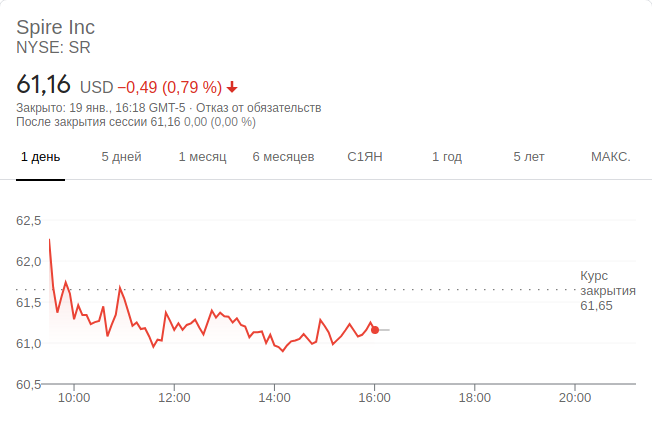 Spire Inc
NYSE: SR
61,16 USD −0,49 (0,79 %)
Закрыто: 19 янв., 16:18 GMT-5 · Отказ от обязательств
После закрытия сессии 61,16 0,00 (0,00 %)
1 день 5 дней 1 месяц 6 месяцев С1ЯН 1 год 5 лет МАКС.
62,5
62,0
Курс
закрытия
61,65
61,5
61,0
60,5
10:00 12:00 14:00 16:00 18:00 20:00